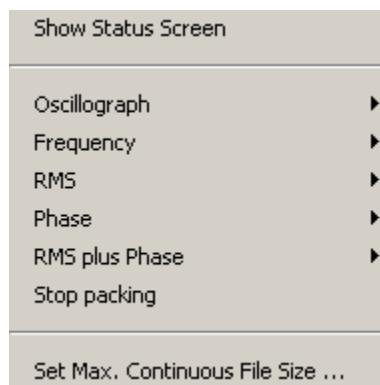 Show Status Screen
Oscillograph
Frequency
RMS
Phase
RMS plus Phase
Stop packing
Set Max. Continuous File Size ...